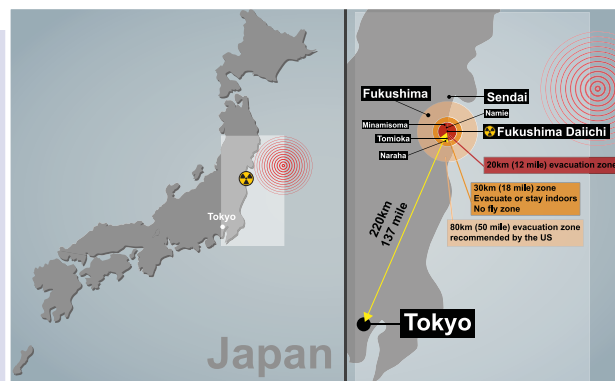 Tokyo
Japan
Fukushima
Sendai
Namie
Minamisoma
Fukushima Daiichi
Tomioka
Naraha
20km (12 mile) evacuation zone
30km (18 mile) zone
Evacuate or stay indoors
No fly zone
80km (50 mile) evacuation zone
recommended by the US
220km
137 mile
Tokyo